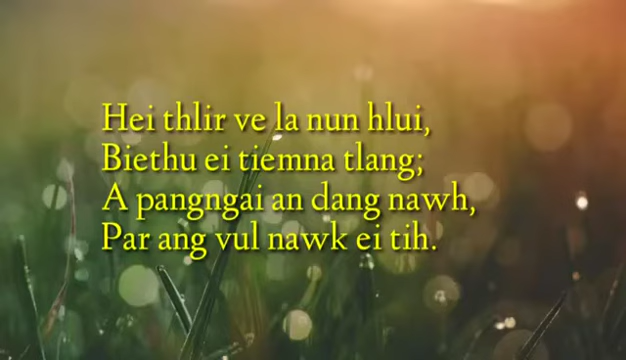 Hei thlir ve la nun hlui,
Biethu ei tiemna tlang;
A pangngai an dang nawh,
Par ang vul nawk ei tih.